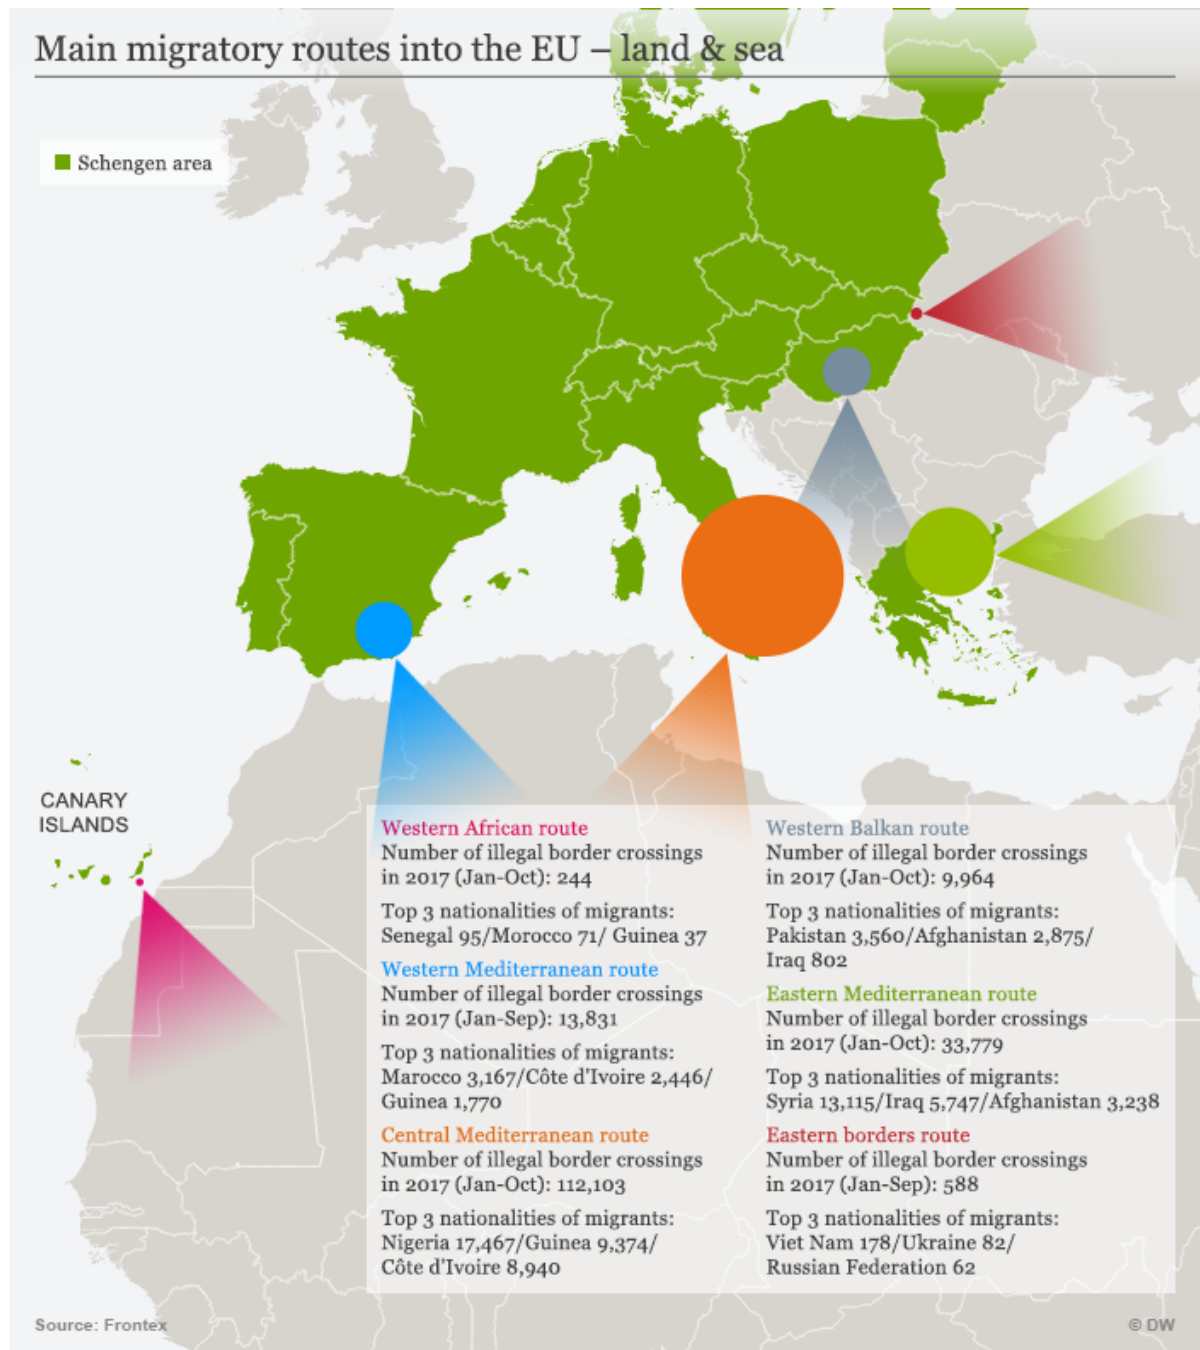 Main migratory routes into the EU – land & sea
Schengen area
CANARY
ISLANDS
Western African route
Number of illegal border crossings
in 2017 (Jan-Oct): 244
Top 3 nationalities of migrants:
Senegal 95/Morocco 71/ Guinea 37
Western Mediterranean route
Number of illegal border crossings
in 2017 (Jan-Sep): 13,831
Top 3 nationalities of migrants:
Marocco 3,167/Côte d'Ivoire 2,446/
Guinea 1,770
Central Mediterranean route
Number of illegal border crossings
in 2017 (Jan-Oct): 112,103
Top 3 nationalities of migrants:
Nigeria 17,467/Guinea 9,374/
Côte d'Ivoire 8,940
Western Balkan route
Number of illegal border crossings
in 2017 (Jan-Oct): 9,964
Top 3 nationalities of migrants:
Pakistan 3,560/Afghanistan 2,875/
Iraq 802
Eastern Mediterranean route
Number of illegal border crossings
in 2017 (Jan-Oct): 33,779
Top 3 nationalities of migrants:
Syria 13,115/Iraq 5,747/Afghanistan 3,238
Eastern borders route
Number of illegal border crossings
in 2017 (Jan-Sep): 588
Top 3 nationalities of migrants:
Viet Nam 178/Ukraine 82/
Russian Federation 62
Source: Frontex
© DW